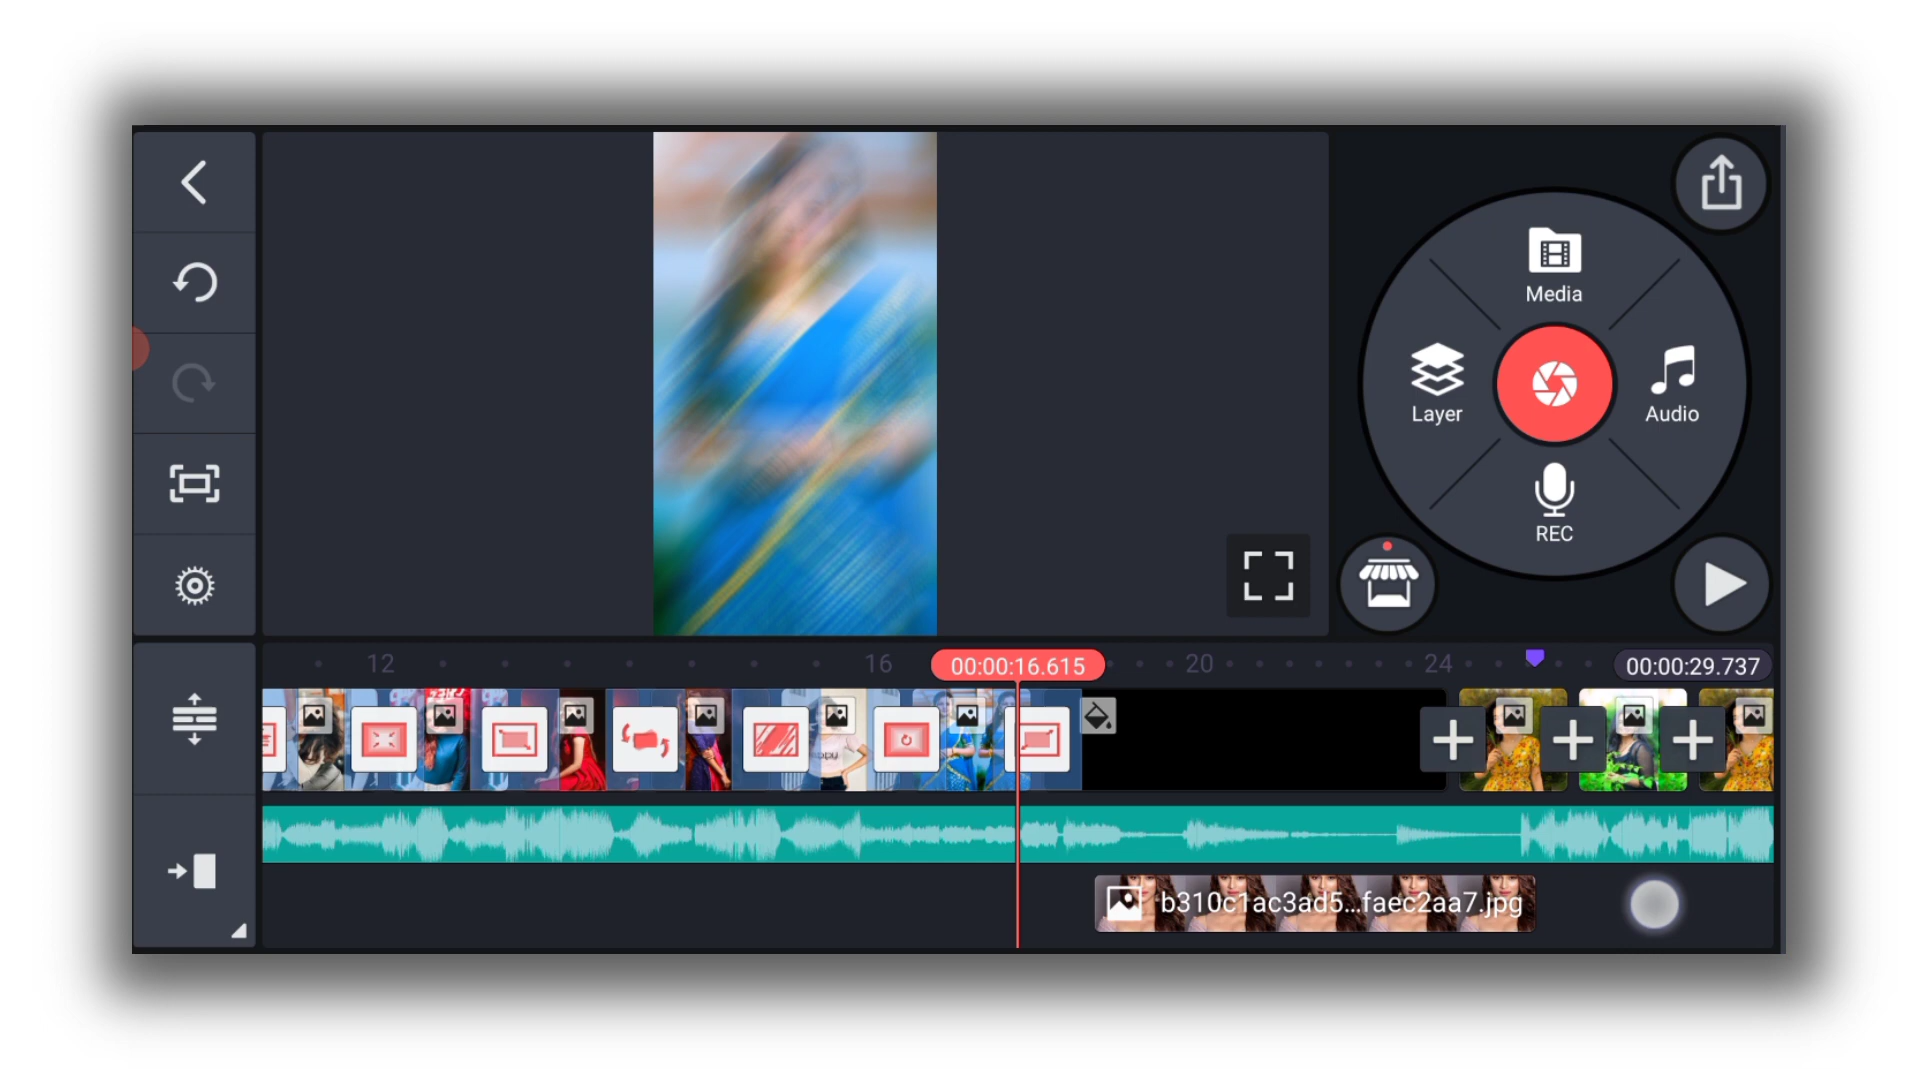 Media
Layer
Audio
REC
12
16
00:00:16.615
20
24
00:00:29.737
b310c1ac3ad5...faec2aa7.jpg